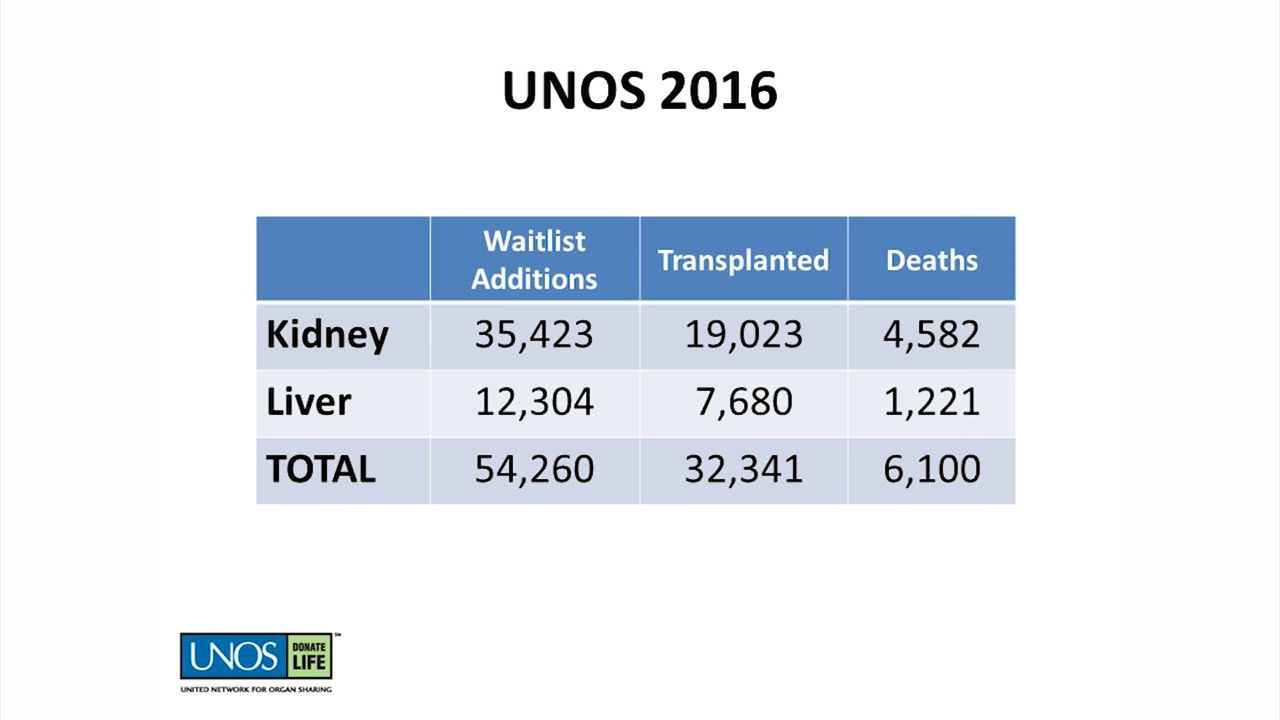 UNOS 2016
Waitlist Additions Transplanted Deaths
Kidney 35,423 19,023 4,582
Liver 12,304 7,680 1,221
TOTAL 54,260 32,341 6,100
UNOS DONATE LIFE ℠
UNITED NETWORK FOR ORGAN SHARING